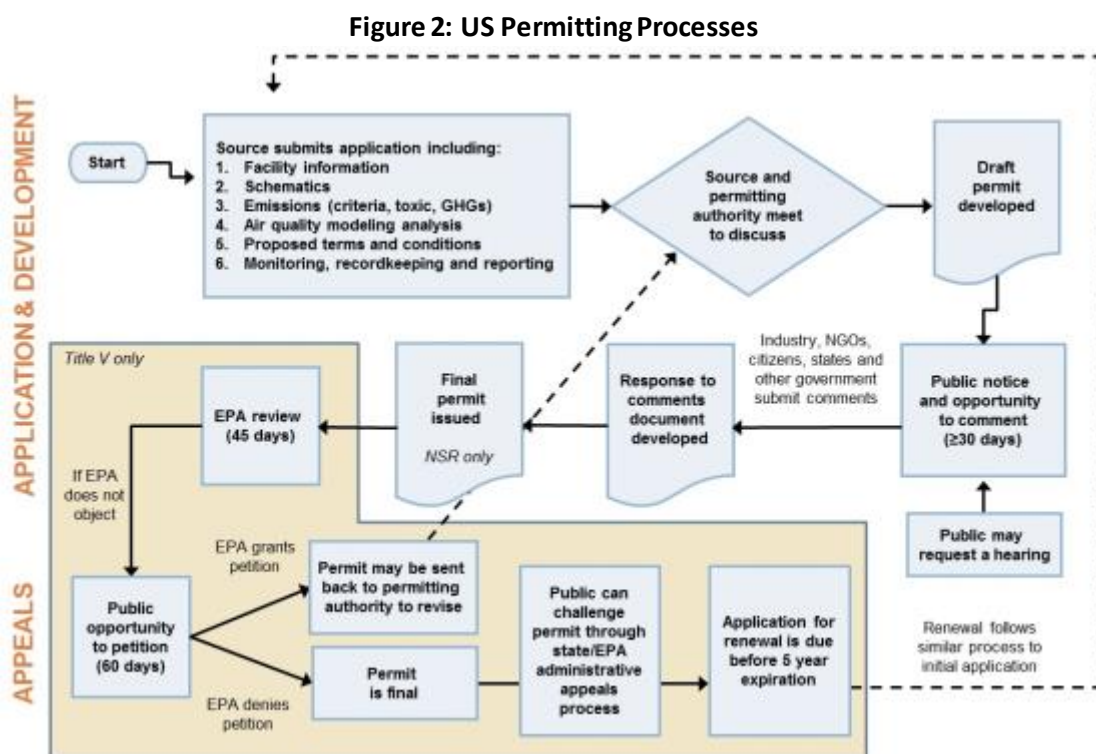 Figure 2: US Permitting Processes
APPLICATION & DEVELOPMENT
Start
Source submits application including:
1. Facility information
2. Schematics
3. Emissions (criteria, toxic, GHGs)
4. Air quality modeling analysis
5. Proposed terms and conditions
6. Monitoring, recordkeeping and reporting
Source and
permitting
authority meet
to discuss
Draft
permit
developed
Public notice
and opportunity
to comment
(≥30 days)
Public may
request a hearing
Industry, NGOs,
citizens, states and
other government
submit comments
Response to
comments
document
developed
Final
permit
issued
NSR only
Title V only
EPA review
(45 days)
If EPA
does not
object
APPEALS
Public
opportunity
to petition
(60 days)
EPA grants
petition
Permit may be sent
back to permitting
authority to revise
EPA denies
petition
Permit
is final
Public can
challenge
permit through
state/EPA
administrative
appeals
process
Application for
renewal is due
before 5 year
expiration
Renewal follows
similar process to
initial application